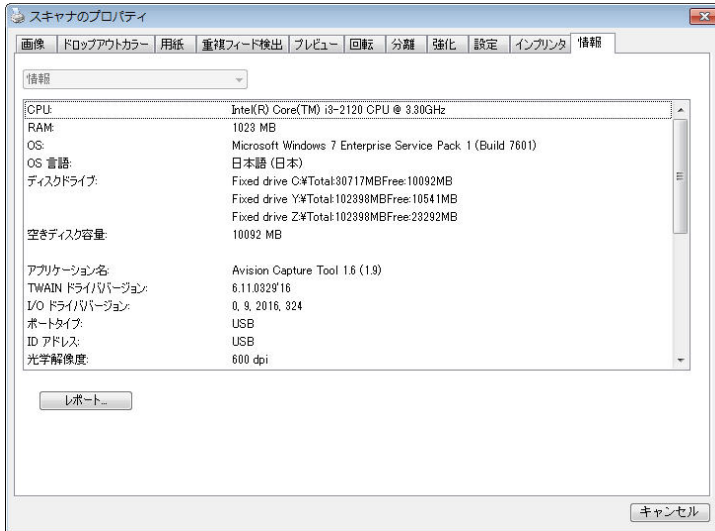 スキャナのプロパティ
画像 ドロップアウトカラー 用紙 重複フィード検出 プレビュー 回転 分離 強化 設定 インプリンタ 情報
情報
CPU: Intel(R) Core(TM) i3-2120 CPU @ 3.30GHz
RAM: 1023 MB
OS: Microsoft Windows 7 Enterprise Service Pack 1 (Build 7601)
OS 言語: 日本語 (日本)
ディスクドライブ: Fixed drive C:¥Total:30717MBFree:10092MB
Fixed drive Y:¥Total:102398MBFree:10541MB
Fixed drive Z:¥Total:102398MBFree:23292MB
空きディスク容量: 10092 MB
アプリケーション名: Avision Capture Tool 1.6 (1.9)
TWAIN ドライババージョン: 6.11.0329'16
I/O ドライババージョン: 0, 9, 2016, 324
ポートタイプ: USB
ID アドレス: USB
光学解像度: 600 dpi
レポート...
キャンセル